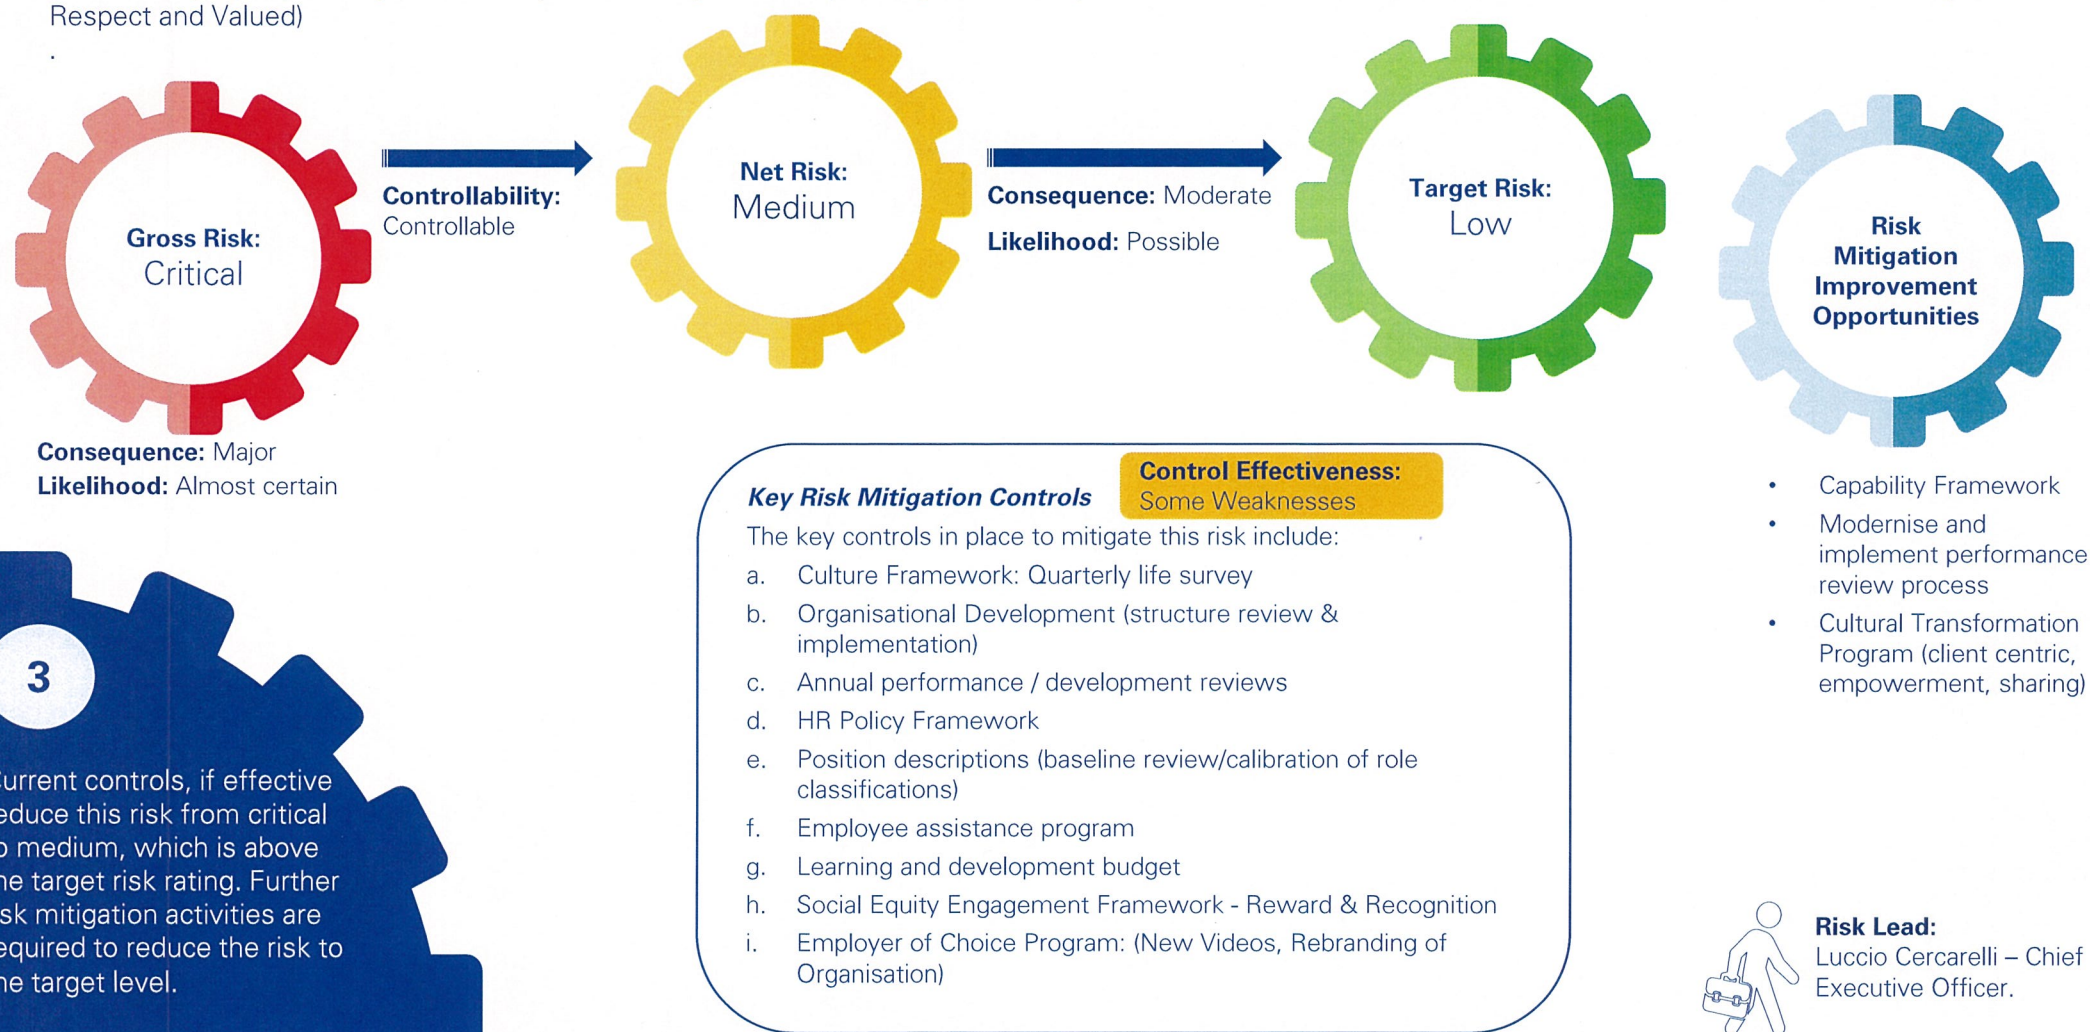 Respect and Valued)
.
Gross Risk:
Critical
Consequence: Major
Likelihood: Almost certain
Controllability:
Controllable
Net Risk:
Medium
Consequence: Moderate
Likelihood: Possible
Target Risk:
Low
Risk
Mitigation
Improvement
Opportunities
• Capability Framework
• Modernise and
implement performance
review process
• Cultural Transformation
Program (client centric,
empowerment, sharing)
Key Risk Mitigation Controls
Control Effectiveness:
Some Weaknesses
The key controls in place to mitigate this risk include:
a. Culture Framework: Quarterly life survey
b. Organisational Development (structure review &
implementation)
c. Annual performance / development reviews
d. HR Policy Framework
e. Position descriptions (baseline review/calibration of role
classifications)
f. Employee assistance program
g. Learning and development budget
h. Social Equity Engagement Framework - Reward & Recognition
i. Employer of Choice Program: (New Videos, Rebranding of
Organisation)
3
urrent controls, if effective
educe this risk from critical
o medium, which is above
he target risk rating. Further
isk mitigation activities are
equired to reduce the risk to
he target level.
Risk Lead:
Luccio Cercarelli – Chief
Executive Officer.